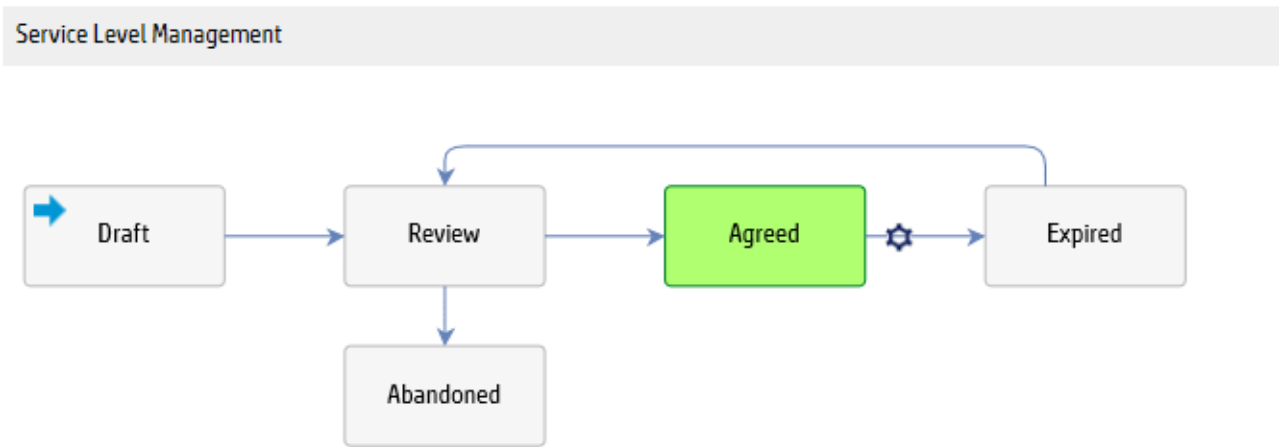 Service Level Management
Draft
Review
Agreed
Expired
Abandoned